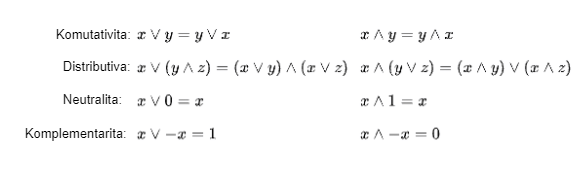 Komutativita: x ∨ y = y ∨ x x ∧ y = y ∧ x
Distributiva: x ∨ (y ∧ z) = (x ∨ y) ∧ (x ∨ z) x ∧ (y ∨ z) = (x ∧ y) ∨ (x ∧ z)
Neutralita: x ∨ 0 = x x ∧ 1 = x
Komplementarita: x ∨ −x = 1 x ∧ −x = 0